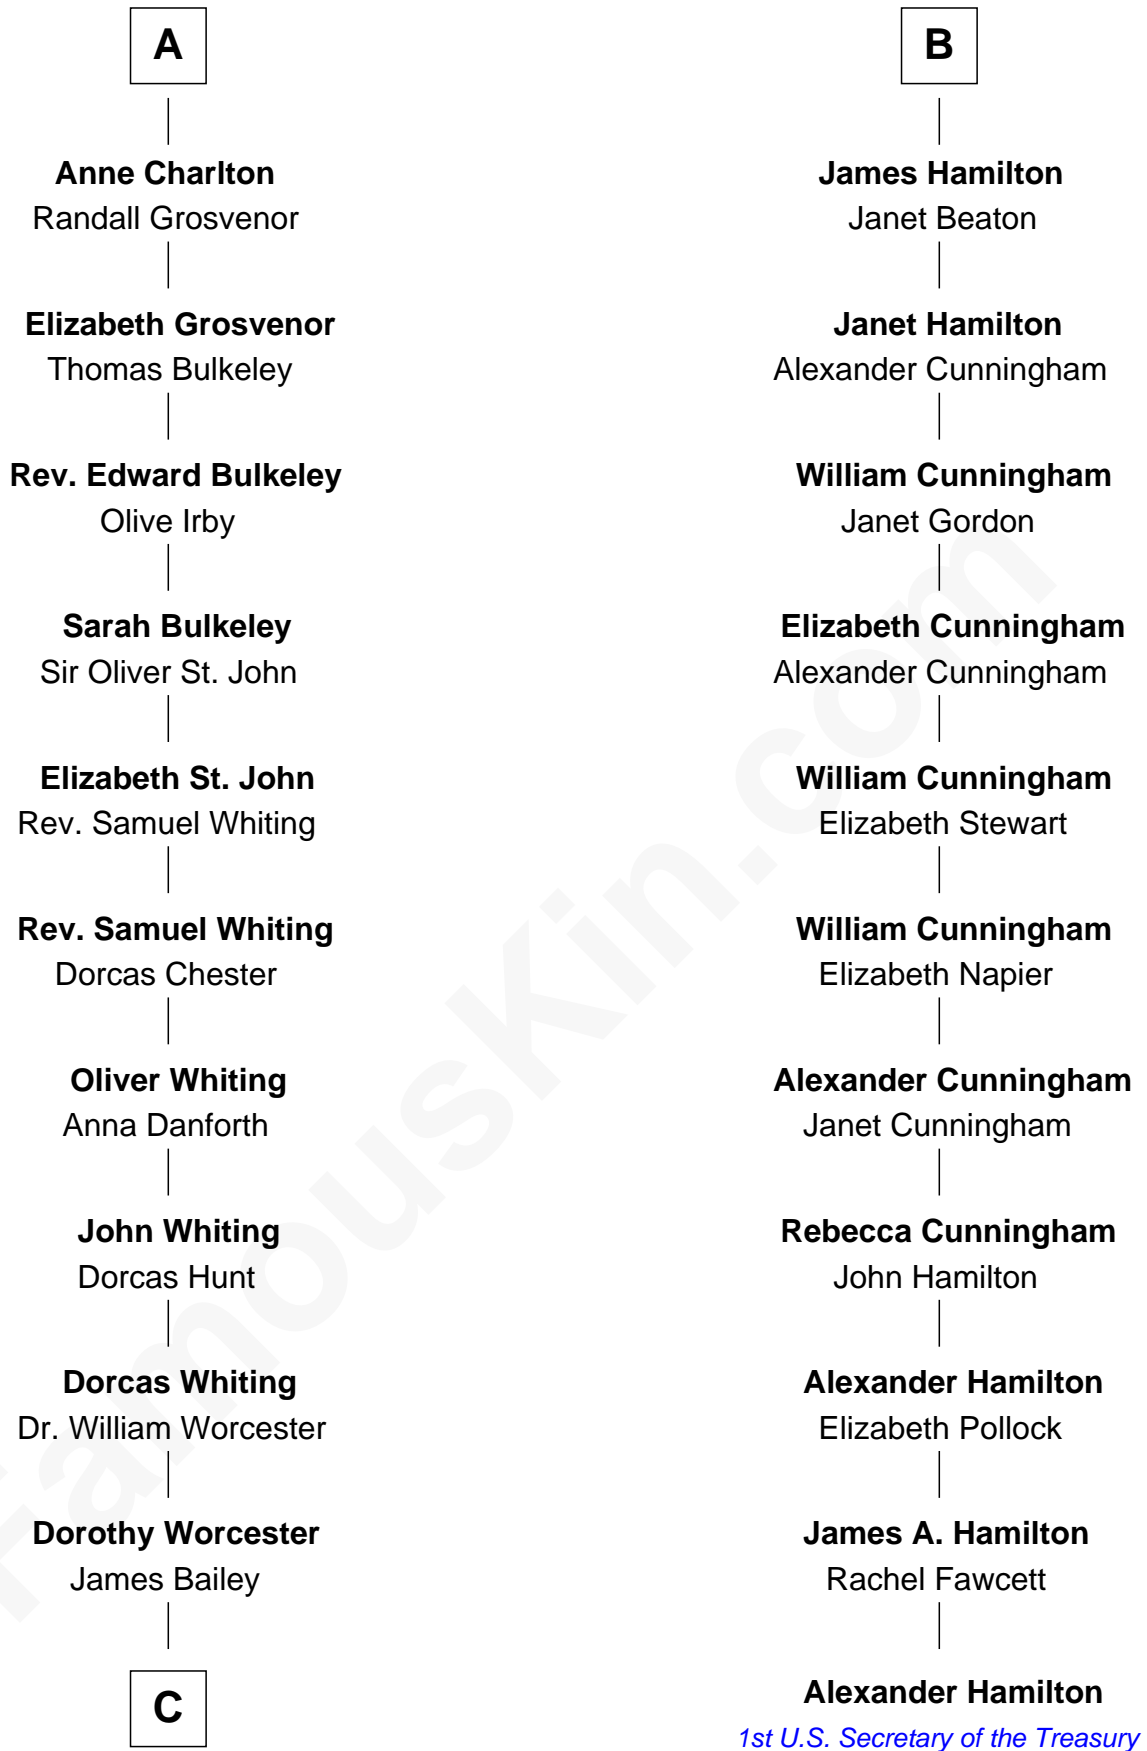 A
Anne Charlton
Randall Grosvenor
Elizabeth Grosvenor
Thomas Bulkeley
Rev. Edward Bulkeley
Olive Irby
Sarah Bulkeley
Sir Oliver St. John
Elizabeth St. John
Rev. Samuel Whiting
Rev. Samuel Whiting
Dorcas Chester
Oliver Whiting
Anna Danforth
John Whiting
Dorcas Hunt
Dorcas Whiting
Dr. William Worcester
Dorothy Worcester
James Bailey
C
B
James Hamilton
Janet Beaton
Janet Hamilton
Alexander Cunningham
William Cunningham
Janet Gordon
Elizabeth Cunningham
Alexander Cunningham
William Cunningham
Elizabeth Stewart
William Cunningham
Elizabeth Napier
Alexander Cunningham
Janet Cunningham
Rebecca Cunningham
John Hamilton
Alexander Hamilton
Elizabeth Pollock
James A. Hamilton
Rachel Fawcett
Alexander Hamilton
1st U.S. Secretary of the Treasury
FamousKin.com